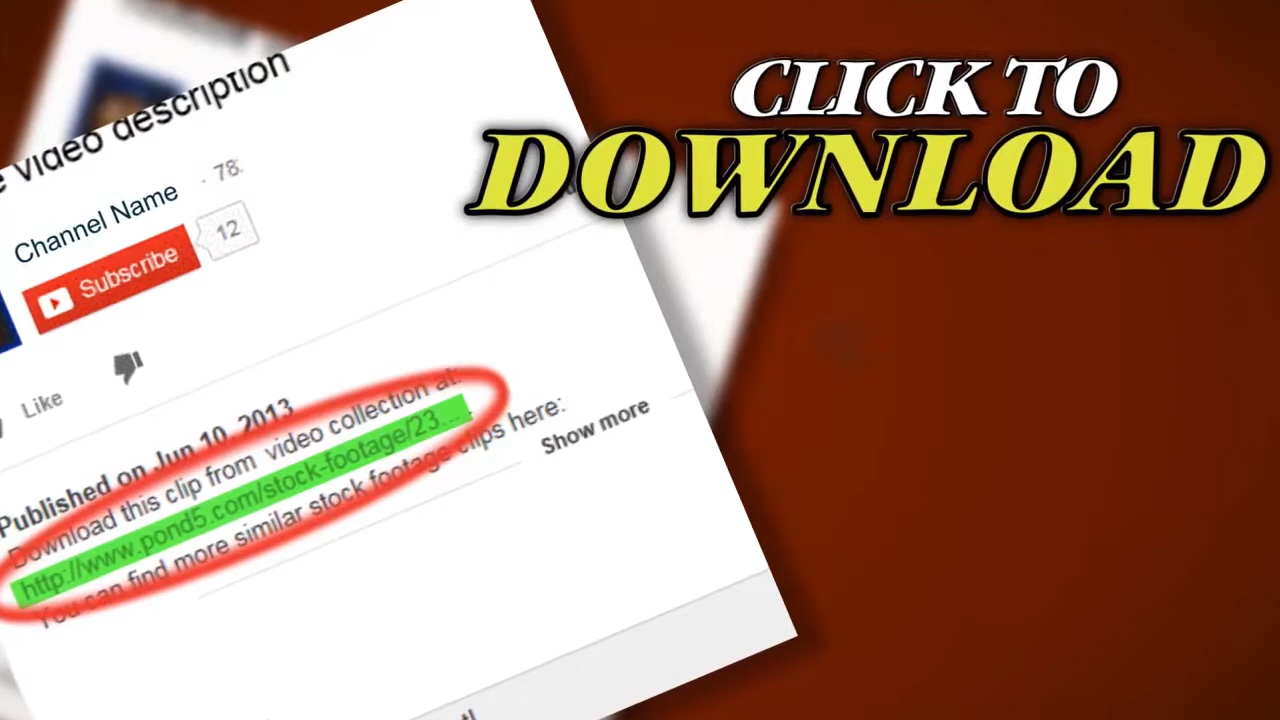 CLICK TO
DOWNLOAD
video description
Channel Name
78
Subscribe
12
Like
Published on Jun 10, 2013
Download this clip from video collection at:
http://www.pond5.com/stock-footage/23...
You can find more similar stock footage clips here:
Show more